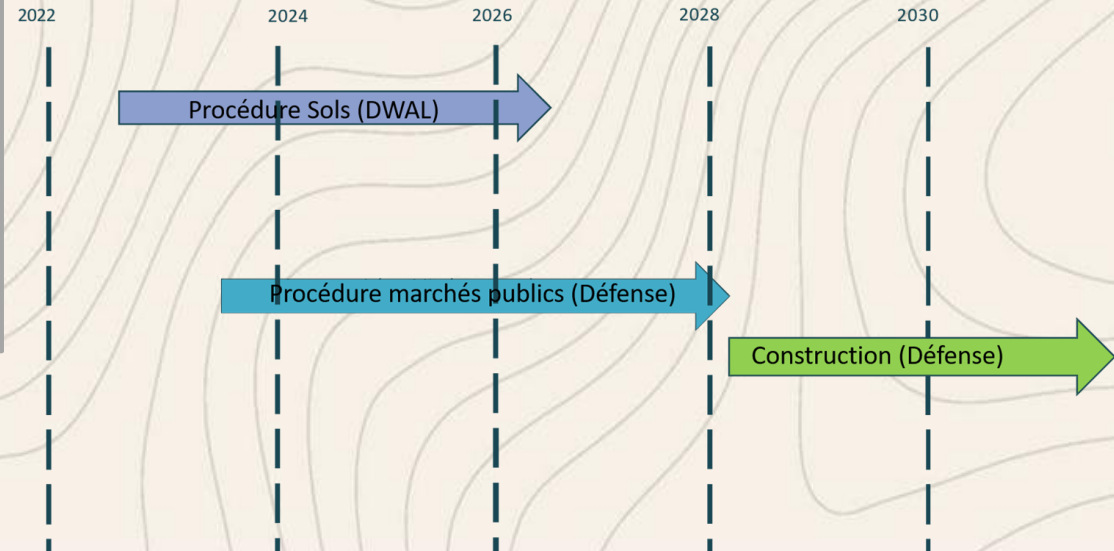 2022
2024
2026
2028
2030
Procédure Sols (DWAL)
Procédure marchés publics (Défense)
Construction (Défense)